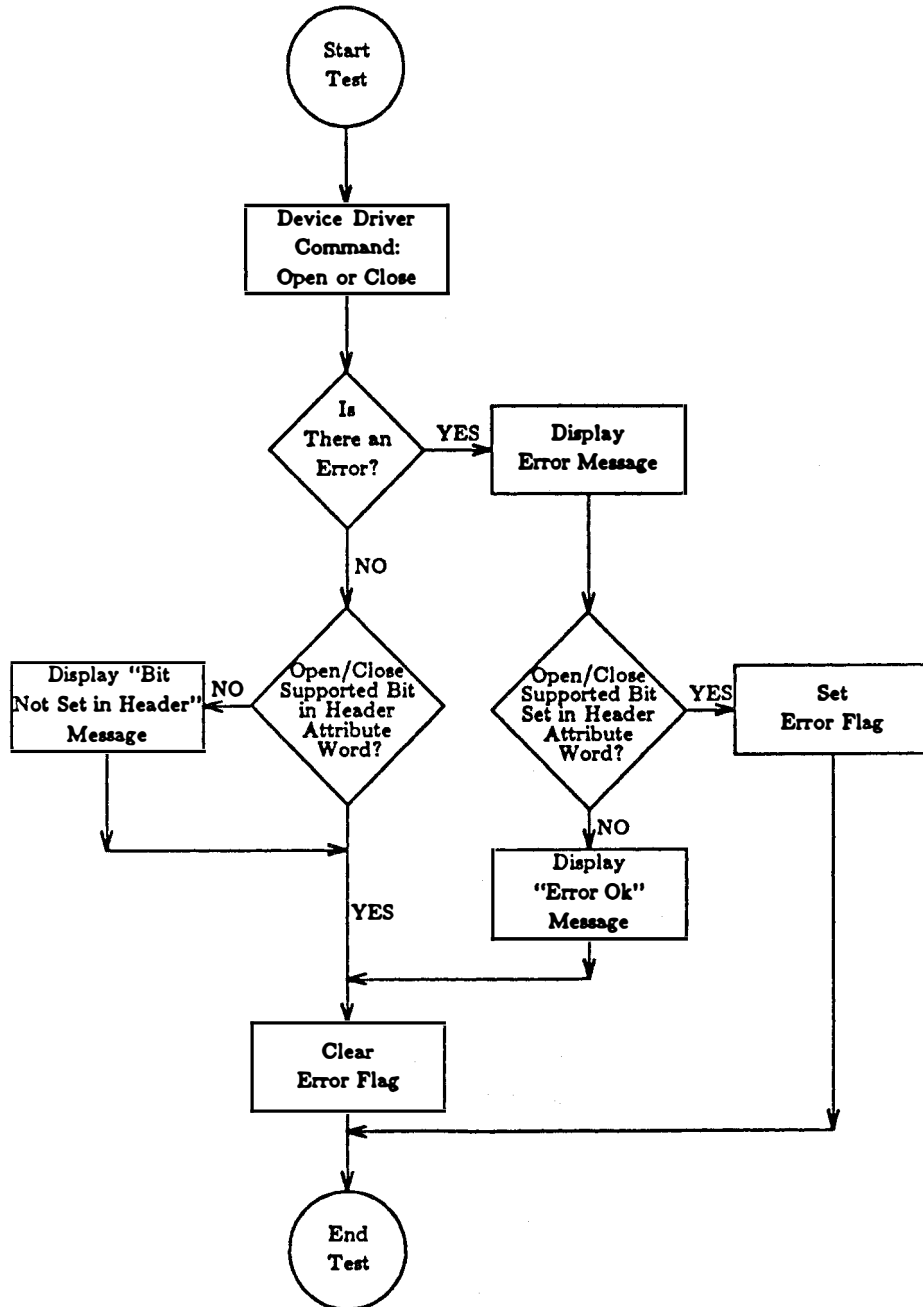 Start
Test
Device Driver
Command:
Open or Close
Is
There an
Error?
YES
Display
Error Message
NO
Open/Close
Supported Bit
in Header
Attribute
Word?
NO
Display “Bit
Not Set in Header”
Message
Open/Close
Supported Bit
Set in Header
Attribute
Word?
YES
Set
Error Flag
NO
Display
“Error Ok”
Message
YES
Clear
Error Flag
End
Test